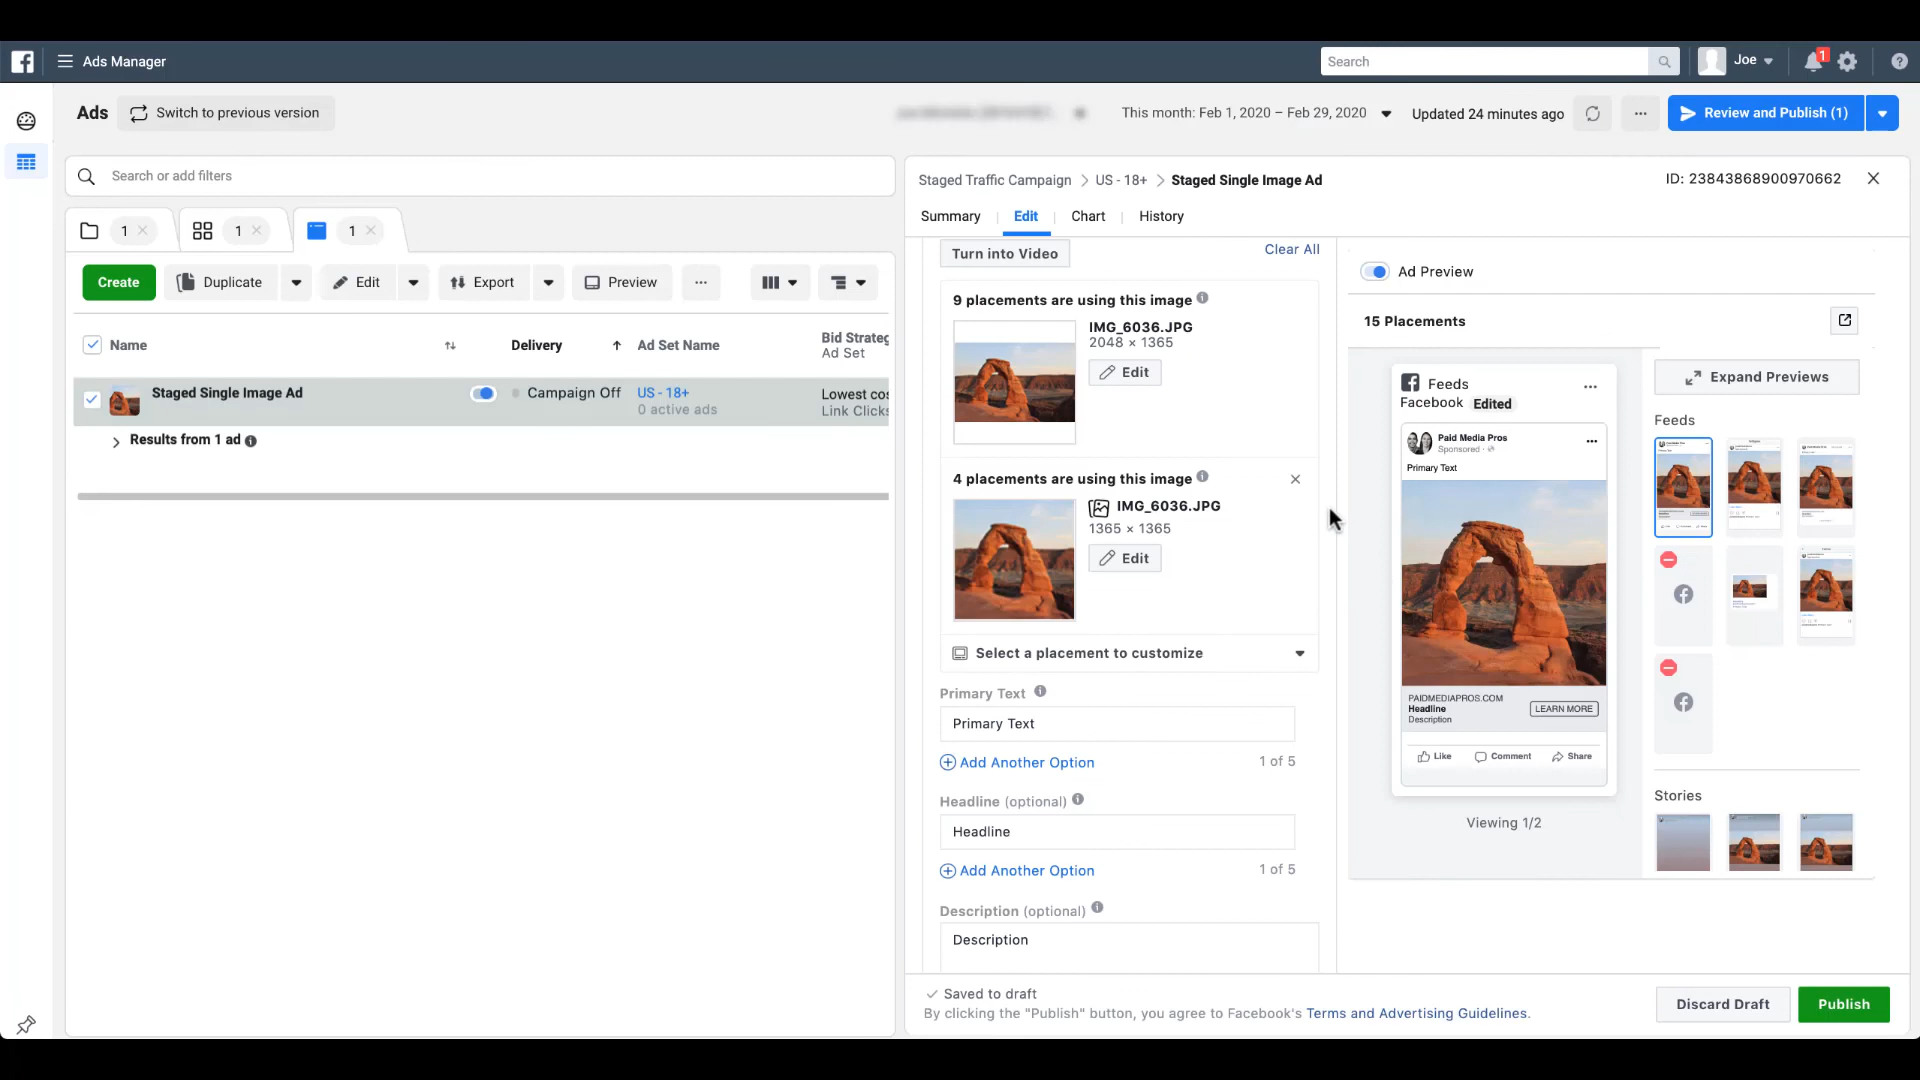 Ads Manager
Search
Joe
1
Ads
Switch to previous version
This month: Feb 1, 2020 – Feb 29, 2020
Updated 24 minutes ago
Review and Publish (1)
Search or add filters
1
1
1
Create
Duplicate
Edit
Export
Preview
Name
Delivery
Ad Set Name
Bid Strateg
Ad Set
Staged Single Image Ad
Campaign Off
US - 18+
0 active ads
Lowest cos
Link Clicks
Results from 1 ad
Staged Traffic Campaign
US - 18+
Staged Single Image Ad
ID: 23843868900970662
Summary
Edit
Chart
History
Turn into Video
Clear All
9 placements are using this image
IMG_6036.JPG
2048 × 1365
Edit
4 placements are using this image
IMG_6036.JPG
1365 × 1365
Edit
Select a placement to customize
Primary Text
Primary Text
Add Another Option
1 of 5
Headline (optional)
Headline
Add Another Option
1 of 5
Description (optional)
Description
Ad Preview
15 Placements
Feeds
Facebook Edited
Paid Media Pros
Sponsored ·
Primary Text
PAIDMEDIAPROS.COM
Headline
Description
LEARN MORE
Like
Comment
Share
Viewing 1/2
Expand Previews
Feeds
Stories
Saved to draft
By clicking the "Publish" button, you agree to Facebook's Terms and Advertising Guidelines.
Discard Draft
Publish